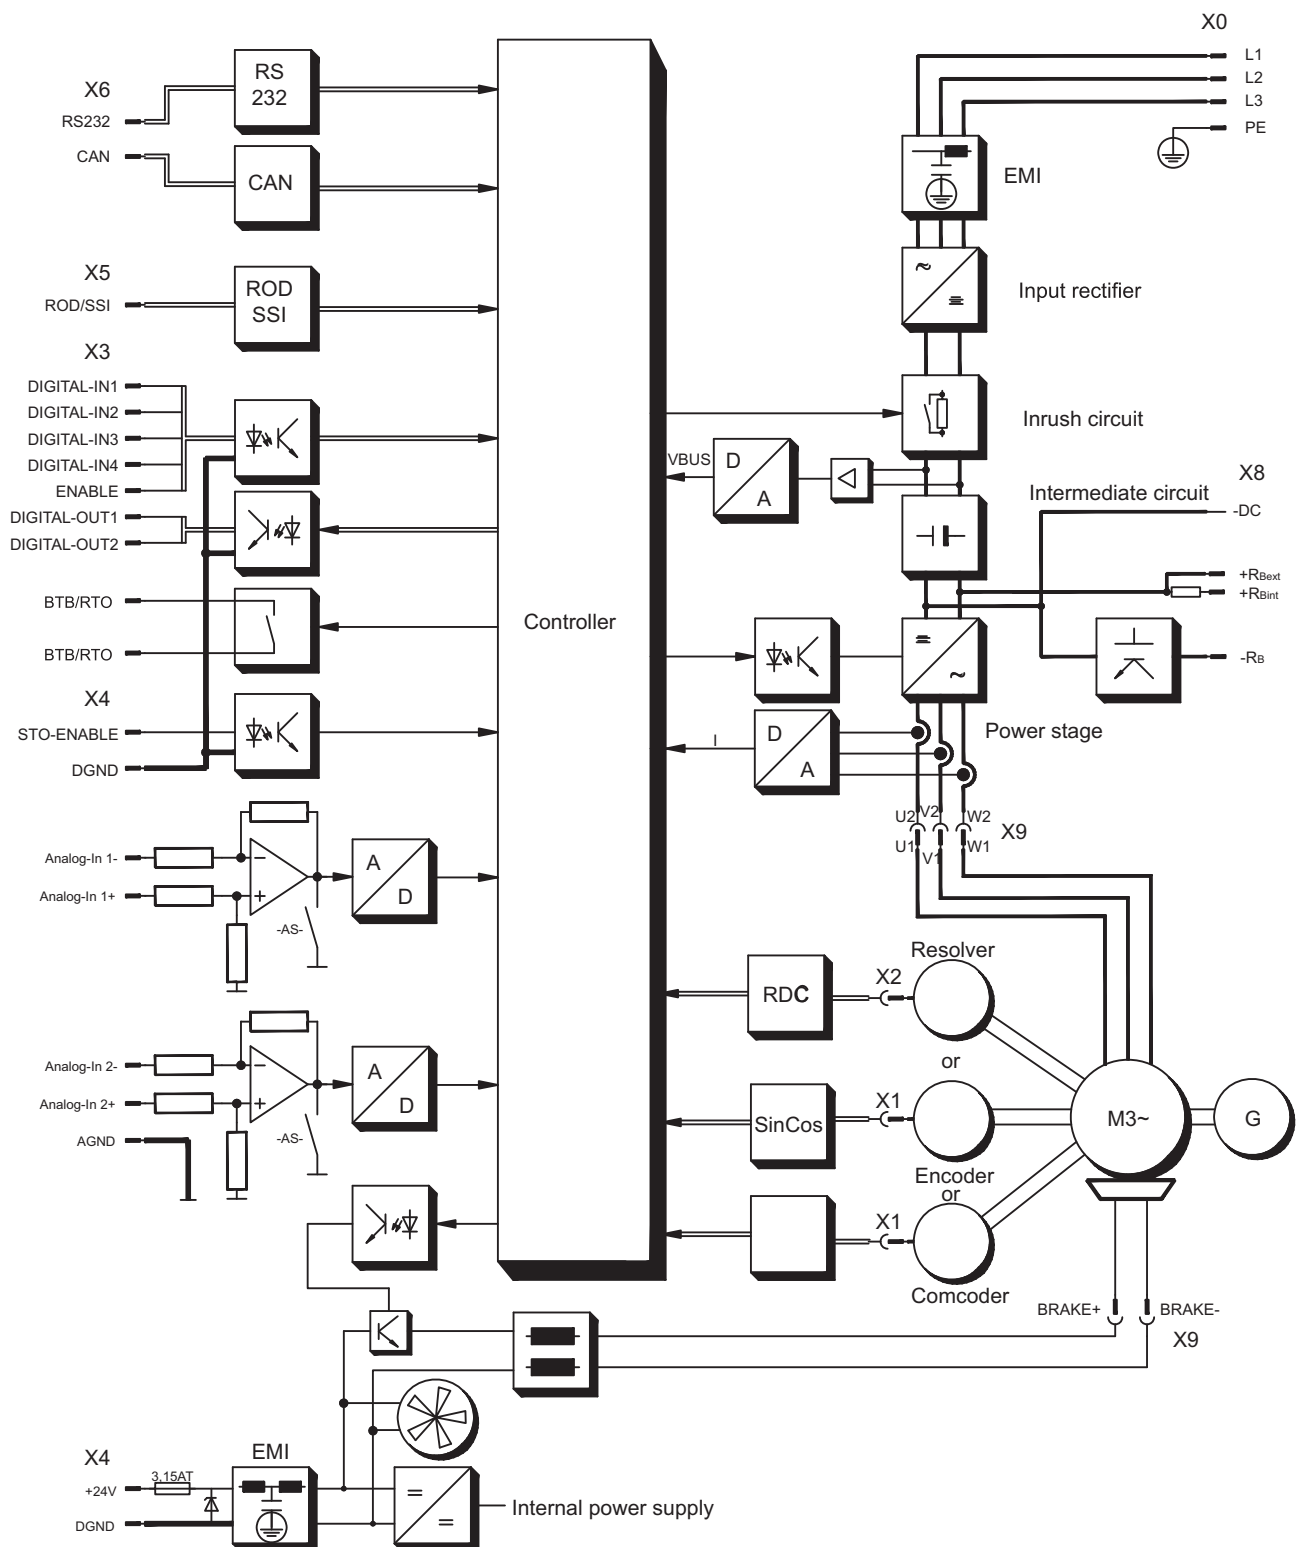 X0
L1
L2
L3
PE
EMI
Input rectifier
Inrush circuit
X6
RS232
CAN
RS
232
CAN
X5
ROD/SSI
ROD
SSI
X3
DIGITAL-IN1
DIGITAL-IN2
DIGITAL-IN3
DIGITAL-IN4
ENABLE
DIGITAL-OUT1
DIGITAL-OUT2
BTB/RTO
BTB/RTO
X4
STO-ENABLE
DGND
Controller
VBUS
D
A
Intermediate circuit
X8
-DC
+RBext
+RBint
-RB
Power stage
I
D
A
U2
V2
W2
X9
U1
V1
W1
Analog-In 1-
Analog-In 1+
-AS-
A
D
Analog-In 2-
Analog-In 2+
AGND
-AS-
A
D
Resolver
X2
RDC
or
X1
SinCos
Encoder
or
X1
Comcoder
M3~
G
BRAKE+
BRAKE-
X9
X4
3,15AT
EMI
+24V
DGND
Internal power supply